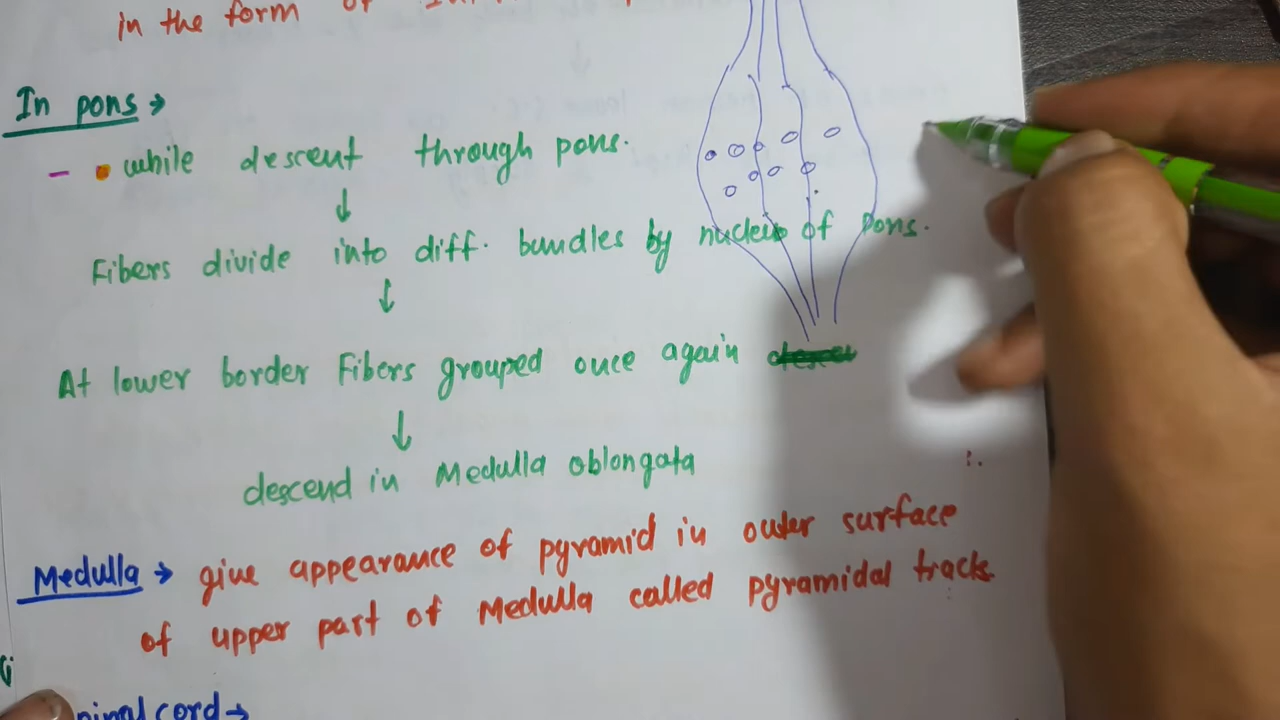 in the form of
In pons →
- while descent through pons.
↓
Fibers divide into diff. bundles by nucleus of Pons.
↓
At lower border Fibers grouped once again
↓
descend in Medulla oblongata
Medulla → give appearance of pyramid in outer surface
of upper part of Medulla called pyramidal tracks